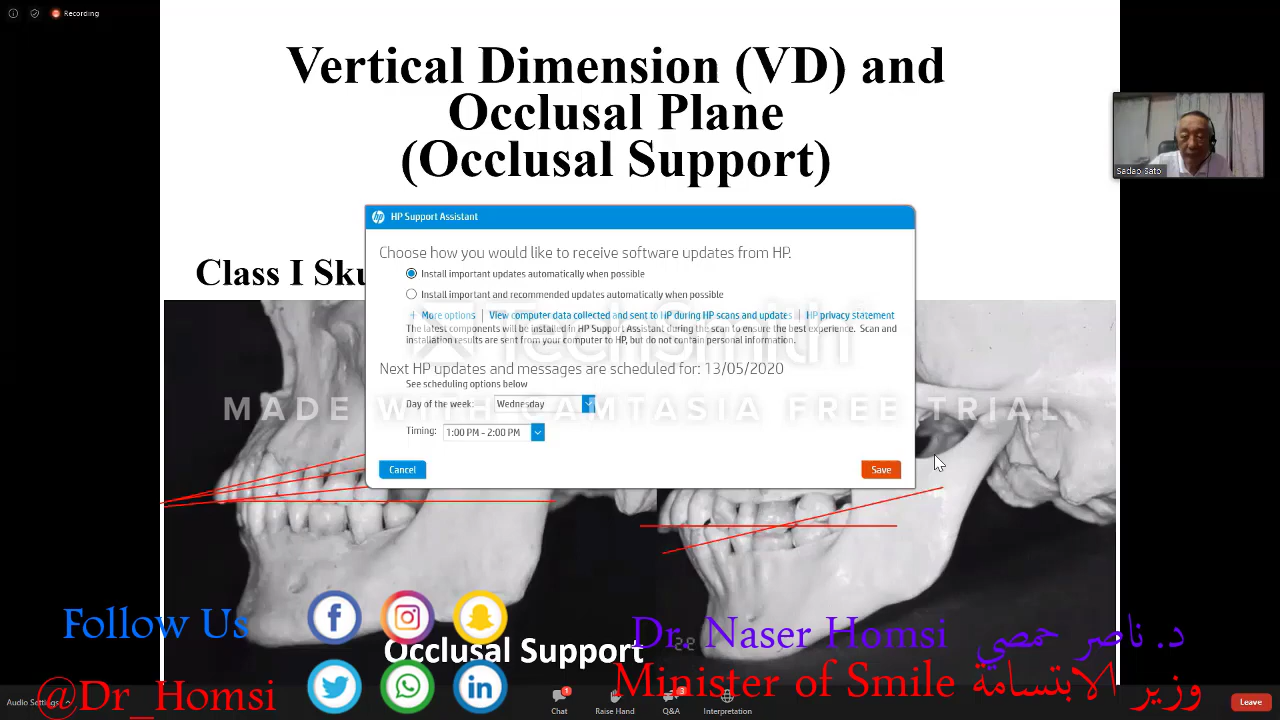 Recording
Vertical Dimension (VD) and
Occlusal Plane
(Occlusal Support)
Sadao Sato
HP Support Assistant
Choose how you would like to receive software updates from HP.
Install important updates automatically when possible
Install important and recommended updates automatically when possible
+ More options | View computer data collected and sent to HP during HP scans and updates | HP privacy statement
The latest components will be installed in HP Support Assistant during the scan to ensure the best experience. Scan and
installation results are sent from your computer to HP, but do not contain personal information.
Next HP updates and messages are scheduled for: 13/05/2020
See scheduling options below
Day of the week: Wednesday
Timing: 1:00 PM - 2:00 PM
Cancel
Save
Class I
TechSmith
MADE WITH CAMTASIA FREE TRIAL
Occlusal Support
Follow Us
@Dr_Homsi
Dr. Naser Homsi د. ناصر حمصي
Minister of Smile وزير الابتسامة
Audio Settings
Chat 1
Raise Hand
Q&A 3
Interpretation
Leave